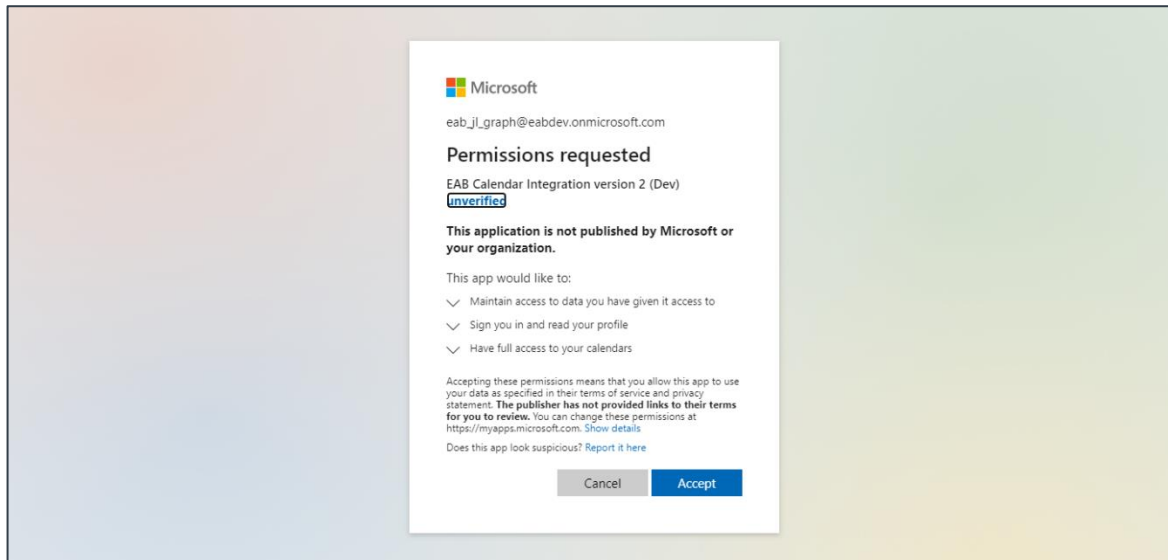 Microsoft
eab_jl_graph@eabdev.onmicrosoft.com
Permissions requested
EAB Calendar Integration version 2 (Dev)
unverified
This application is not published by Microsoft or
your organization.
This app would like to:
Maintain access to data you have given it access to
Sign you in and read your profile
Have full access to your calendars
Accepting these permissions means that you allow this app to use
your data as specified in their terms of service and privacy
statement. The publisher has not provided links to their terms
for you to review. You can change these permissions at
https://myapps.microsoft.com. Show details
Does this app look suspicious? Report it here
Cancel Accept